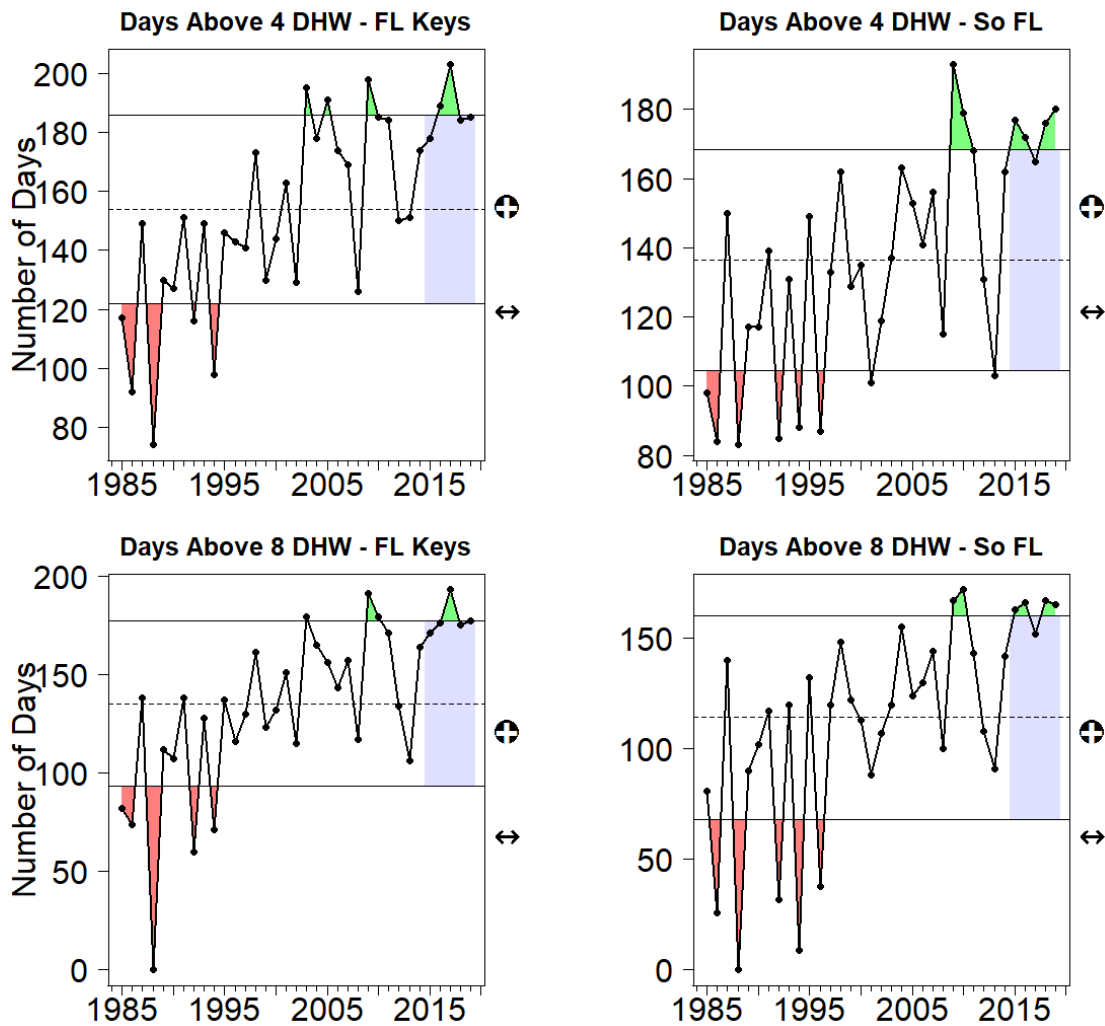 Days Above 4 DHW - FL Keys
Number of Days
200
180
160
140
120
100
80
1985 1995 2005 2015
Days Above 4 DHW - So FL
180
160
140
120
100
80
1985 1995 2005 2015
Days Above 8 DHW - FL Keys
Number of Days
200
150
100
50
0
1985 1995 2005 2015
Days Above 8 DHW - So FL
150
100
50
0
1985 1995 2005 2015